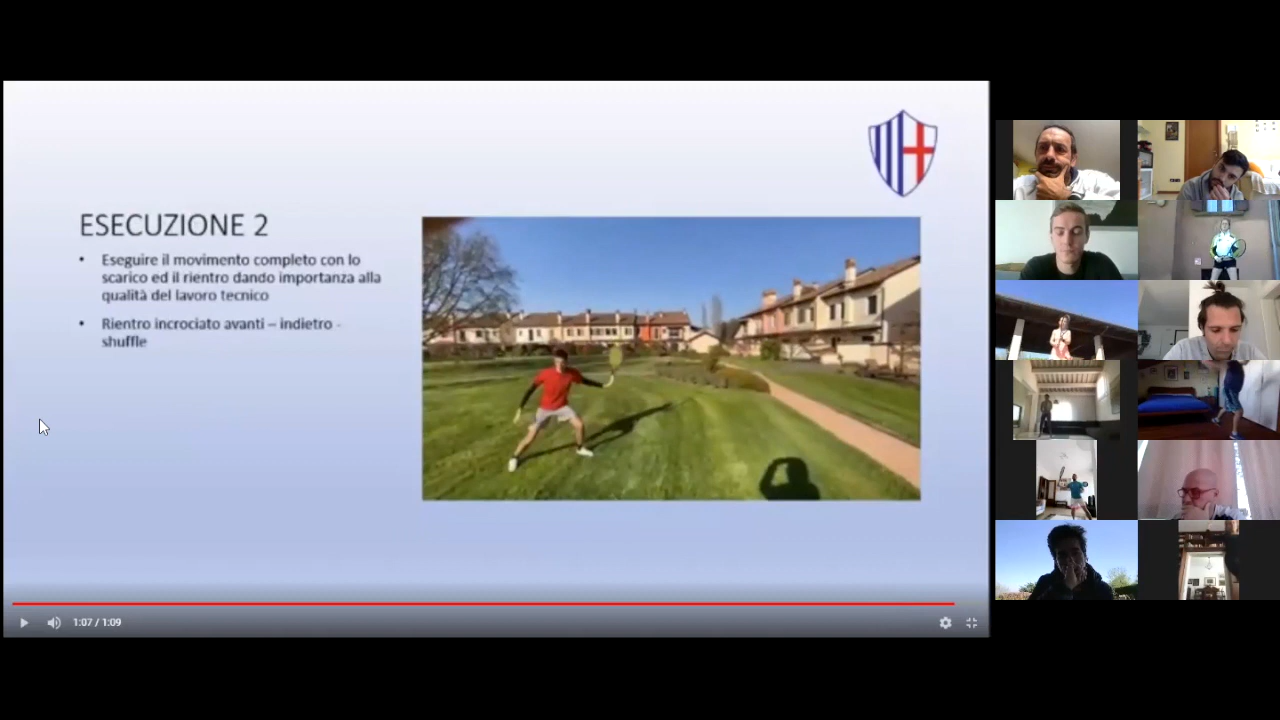 ESECUZIONE 2
• Eseguire il movimento completo con lo
scarico ed il rientro dando importanza alla
qualità del lavoro tecnico
• Rientro incrociato avanti – indietro -
shuffle
1:07 / 1:09